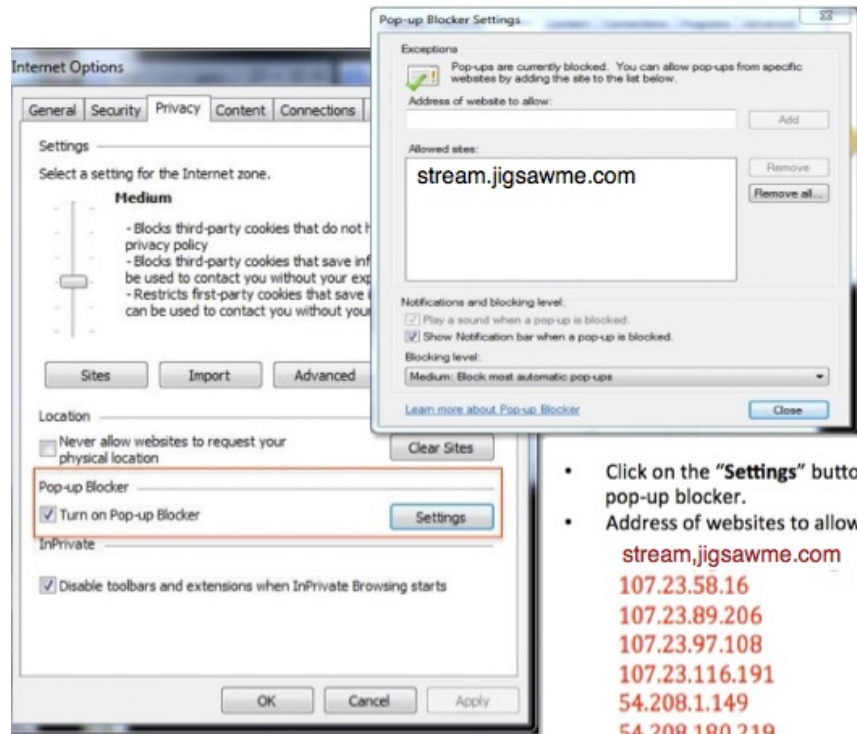 Internet Options
General Security Privacy Content Connections
Settings
Select a setting for the Internet zone.
Medium
- Blocks third-party cookies that do not h
privacy policy
- Blocks third-party cookies that save inf
be used to contact you without your exp
- Restricts first-party cookies that save i
can be used to contact you without your
Sites Import Advanced
Location
Never allow websites to request your
physical location
Clear Sites
Pop-up Blocker
Turn on Pop-up Blocker
Settings
InPrivate
Disable toolbars and extensions when InPrivate Browsing starts
OK Cancel Apply
Pop-up Blocker Settings
Exceptions
Pop-ups are currently blocked. You can allow pop-ups from specific
websites by adding the site to the list below.
Address of website to allow:
Add
Allowed sites:
stream.jigsawme.com
Remove
Remove all...
Notifications and blocking level:
Play a sound when a pop-up is blocked.
Show Notification bar when a pop-up is blocked.
Blocking level:
Medium: Block most automatic pop-ups
Learn more about Pop-up Blocker
Close
• Click on the "Settings" butto
pop-up blocker.
• Address of websites to allow
stream,jigsawme.com
107.23.58.16
107.23.89.206
107.23.97.108
107.23.116.191
54.208.1.149
54.208.180.219